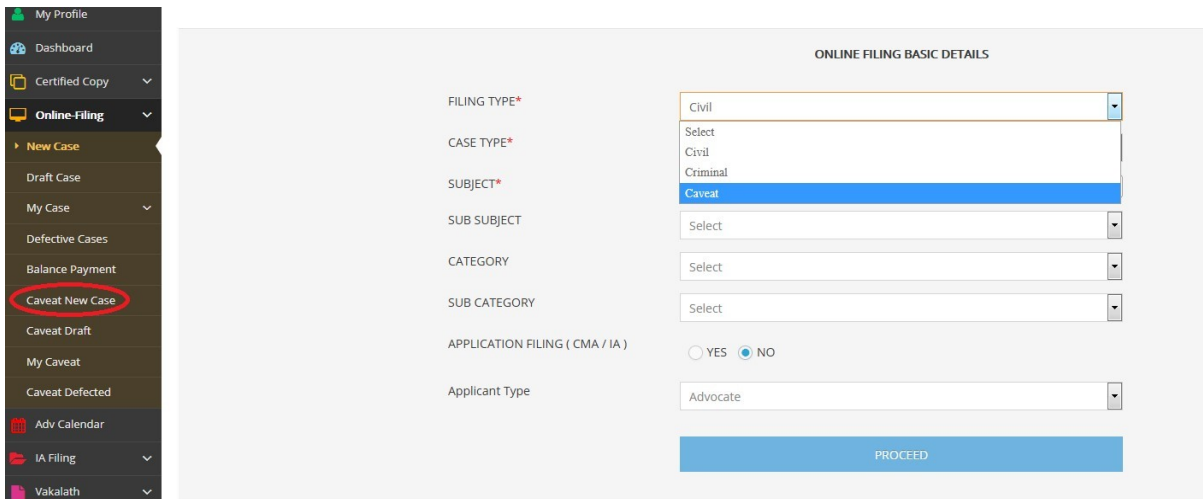 My Profile
Dashboard
Certified Copy
Online-Filing
New Case
Draft Case
My Case
Defective Cases
Balance Payment
Caveat New Case
Caveat Draft
My Caveat
Caveat Defected
Adv Calendar
IA Filing
Vakalath
ONLINE FILING BASIC DETAILS
FILING TYPE*
Civil
Select
Civil
Criminal
Caveat
CASE TYPE*
SUBJECT*
SUB SUBJECT
Select
CATEGORY
Select
SUB CATEGORY
Select
APPLICATION FILING ( CMA / IA )
YES NO
Applicant Type
Advocate
PROCEED